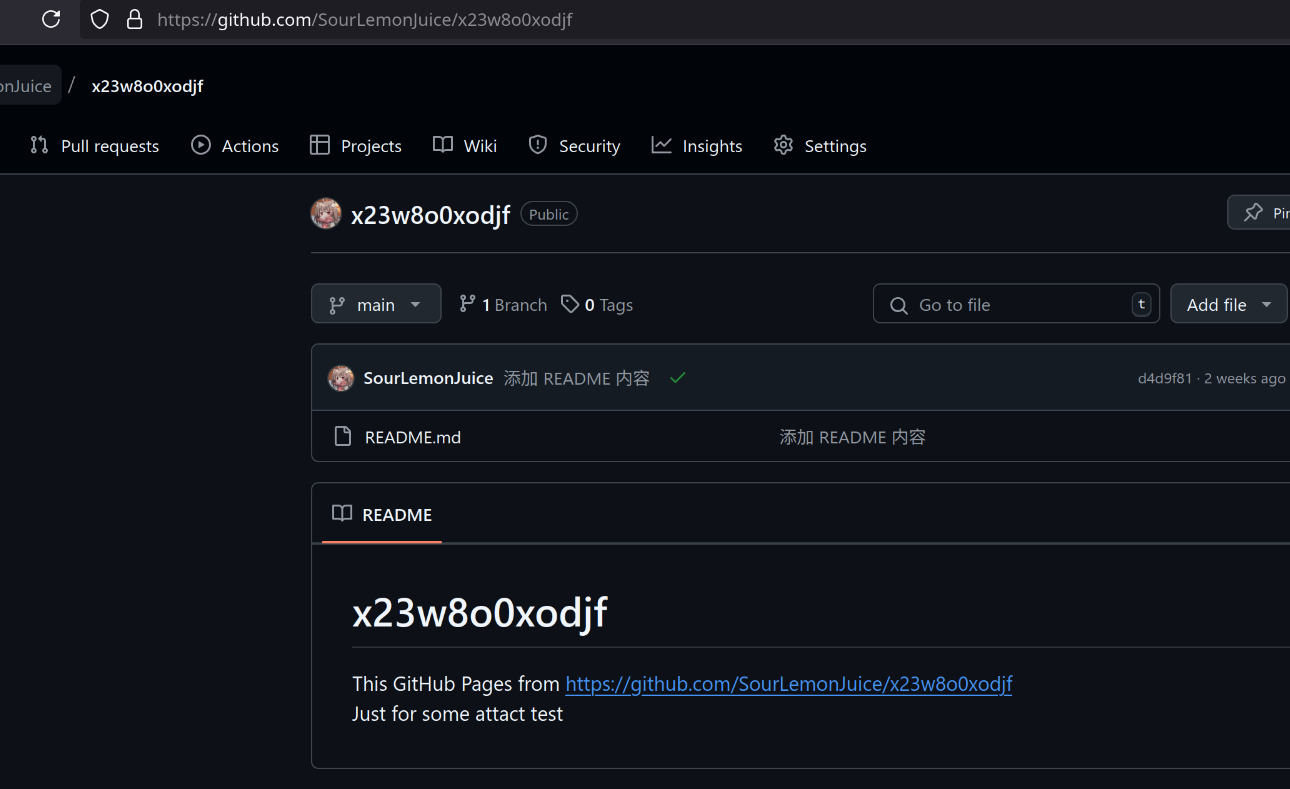 https://github.com/SourLemonJuice/x23w8o0xodjf
onJuice / x23w8o0xodjf
Pull requests Actions Projects Wiki Security Insights Settings
x23w8o0xodjf Public Pin
main 1 Branch 0 Tags Go to file t Add file
SourLemonJuice 添加 README 内容 d4d9f81 · 2 weeks ago
README.md 添加 README 内容
README
x23w8o0xodjf
This GitHub Pages from https://github.com/SourLemonJuice/x23w8o0xodjf
Just for some attact test